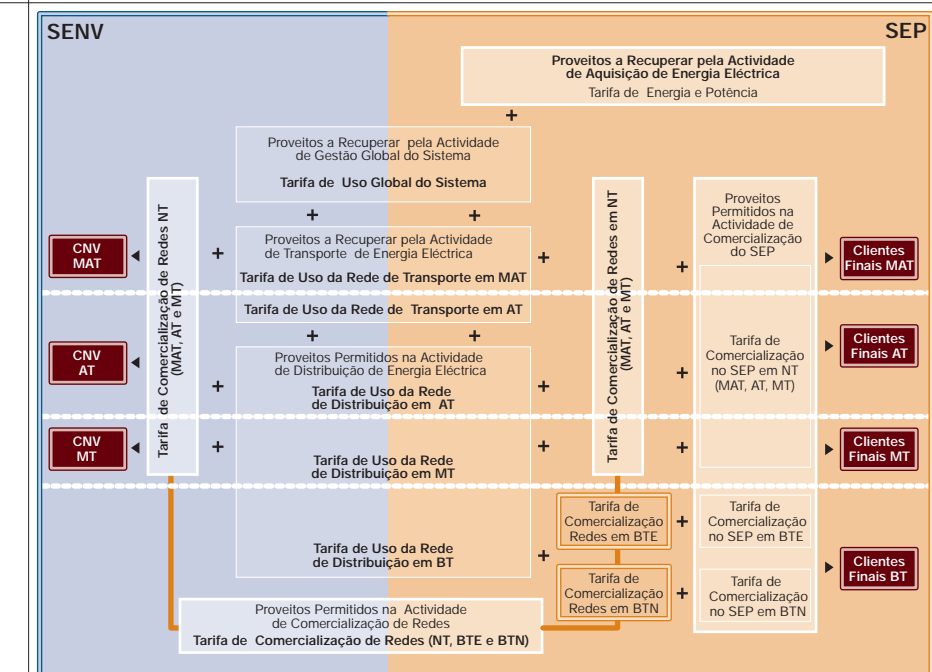 SENV
SEP
Proveitos a Recuperar pela Actividade
de Aquisição de Energia Eléctrica
Tarifa de Energia e Potência
+
Proveitos a Recuperar pela Actividade
de Gestão Global do Sistema
Tarifa de Uso Global do Sistema
+ +
Tarifa de Comercialização de Redes NT
(MAT, AT e MT)
Tarifa de Comercialização de Redes em NT
(MAT, AT e MT)
Proveitos
Permitidos na
Actividade de
Comercialização
do SEP
CNV
MAT
+
Proveitos a Recuperar pela Actividade
de Transporte de Energia Eléctrica
Tarifa de Uso da Rede de Transporte em MAT
+
+
Clientes
Finais MAT
Tarifa de Uso da Rede de Transporte em AT
+ +
CNV
AT
+
Proveitos Permitidos na Actividade
de Distribuição de Energia Eléctrica
Tarifa de Uso da Rede
de Distribuição em AT
+
+
Tarifa de
Comercialização
no SEP em NT
(MAT, AT, MT)
Clientes
Finais AT
CNV
MT
+
Tarifa de Uso da Rede
de Distribuição em MT
+
+
Clientes
Finais MT
Tarifa de Uso da Rede
de Distribuição em BT
+
Tarifa de
Comercialização
Redes em BTE
+
Tarifa de
Comercialização
no SEP em BTE
Tarifa de
Comercialização
Redes em BTN
+
Tarifa de
Comercialização
no SEP em BTN
Clientes
Finais BT
Proveitos Permitidos na Actividade
de Comercialização de Redes
Tarifa de Comercialização de Redes (NT, BTE e BTN)